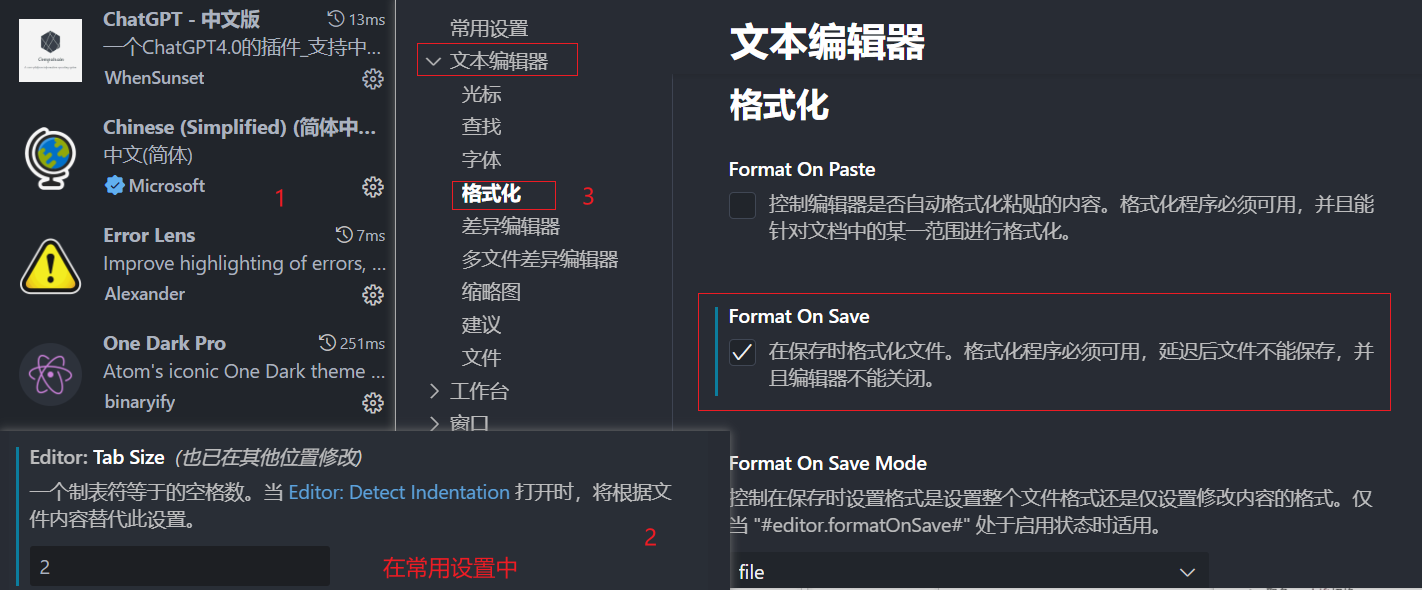 ChatGPT - 中文版
13ms
一个ChatGPT4.0的插件_支持中...
WhenSunset
Chinese (Simplified) (简体中...
中文(简体)
Microsoft
1
Error Lens
7ms
Improve highlighting of errors, ...
Alexander
One Dark Pro
251ms
Atom's iconic One Dark theme ...
binaryify
Editor: Tab Size (也已在其他位置修改)
一个制表符等于的空格数。当 Editor: Detect Indentation 打开时，将根据文
件内容替代此设置。
2
2
在常用设置中
常用设置
文本编辑器
光标
查找
字体
格式化
3
差异编辑器
多文件差异编辑器
缩略图
建议
文件
工作台
窗口
文本编辑器
格式化
Format On Paste
控制编辑器是否自动格式化粘贴的内容。格式化程序必须可用，并且能
针对文档中的某一范围进行格式化。
Format On Save
在保存时格式化文件。格式化程序必须可用，延迟后文件不能保存，并
且编辑器不能关闭。
Format On Save Mode
控制在保存时设置格式是设置整个文件格式还是仅设置修改内容的格式。仅
当 "#editor.formatOnSave#" 处于启用状态时适用。
file